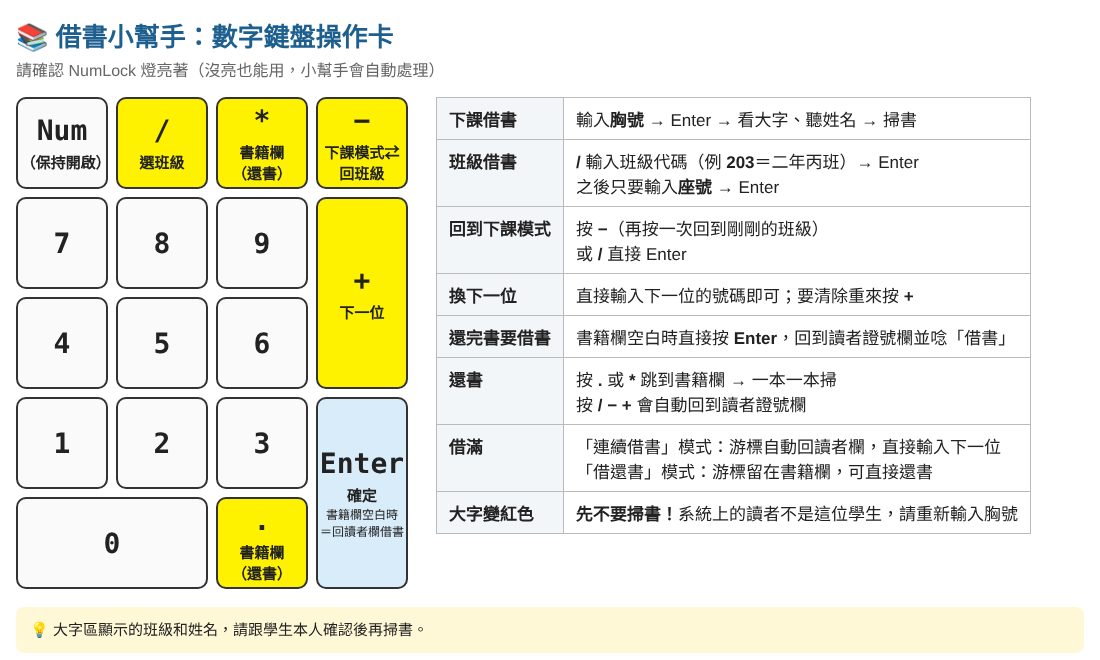 📚 借書小幫手：數字鍵盤操作卡
請確認 NumLock 燈亮著（沒亮也能用，小幫手會自動處理）
Num
（保持開啟）
/
選班級
*
書籍欄
（還書）
−
下課模式⇄
回班級
7
8
9
+
下一位
4
5
6
1
2
3
Enter
確定
書籍欄空白時
＝回讀者欄借書
0
.
書籍欄
（還書）
下課借書
輸入胸號 → Enter → 看大字、聽姓名 → 掃書
班級借書
/ 輸入班級代碼（例 203＝二年丙班）→ Enter
之後只要輸入座號 → Enter
回到下課模式
按 −（再按一次回到剛剛的班級）
或 / 直接 Enter
換下一位
直接輸入下一位的號碼即可；要清除重來按 +
還完書要借書
書籍欄空白時直接按 Enter，回到讀者證號欄並唸「借書」
還書
按 . 或 * 跳到書籍欄 → 一本一本掃
按 / − + 會自動回到讀者證號欄
借滿
「連續借書」模式：游標自動回讀者欄，直接輸入下一位
「借還書」模式：游標留在書籍欄，可直接還書
大字變紅色
先不要掃書！系統上的讀者不是這位學生，請重新輸入胸號
💡 大字區顯示的班級和姓名，請跟學生本人確認後再掃書。